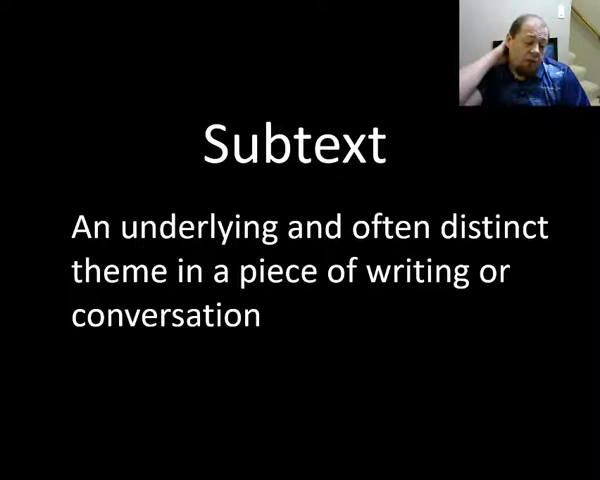 Subtext
An underlying and often distinct
theme in a piece of writing or
conversation